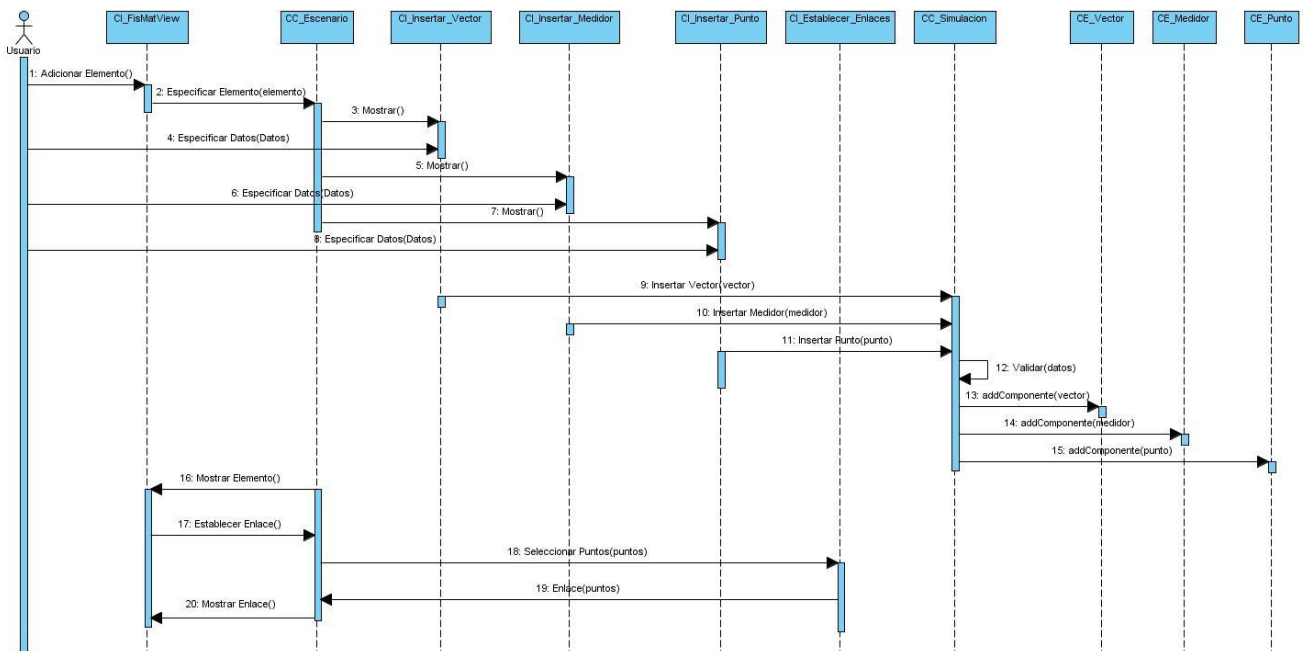 CI_FisMatView
CC_Escenario
CI_Insertar_Vector
CI_Insertar_Medidor
CI_Insertar_Punto
CI_Establecer_Enlaces
CC_Simulacion
CE_Vector
CE_Medidor
CE_Punto
Usuario
1: Adicionar Elemento()
2: Especificar Elemento(elemento)
3: Mostrar()
4: Especificar Datos(Datos)
5: Mostrar()
6: Especificar Datos(Datos)
7: Mostrar()
8: Especificar Datos(Datos)
9: Insertar Vector(vector)
10: Insertar Medidor(medidor)
11: Insertar Punto(punto)
12: Validar(datos)
13: addComponente(vector)
14: addComponente(medidor)
15: addComponente(punto)
16: Mostrar Elemento()
17: Establecer Enlace()
18: Seleccionar Puntos(puntos)
19: Enlace(puntos)
20: Mostrar Enlace()